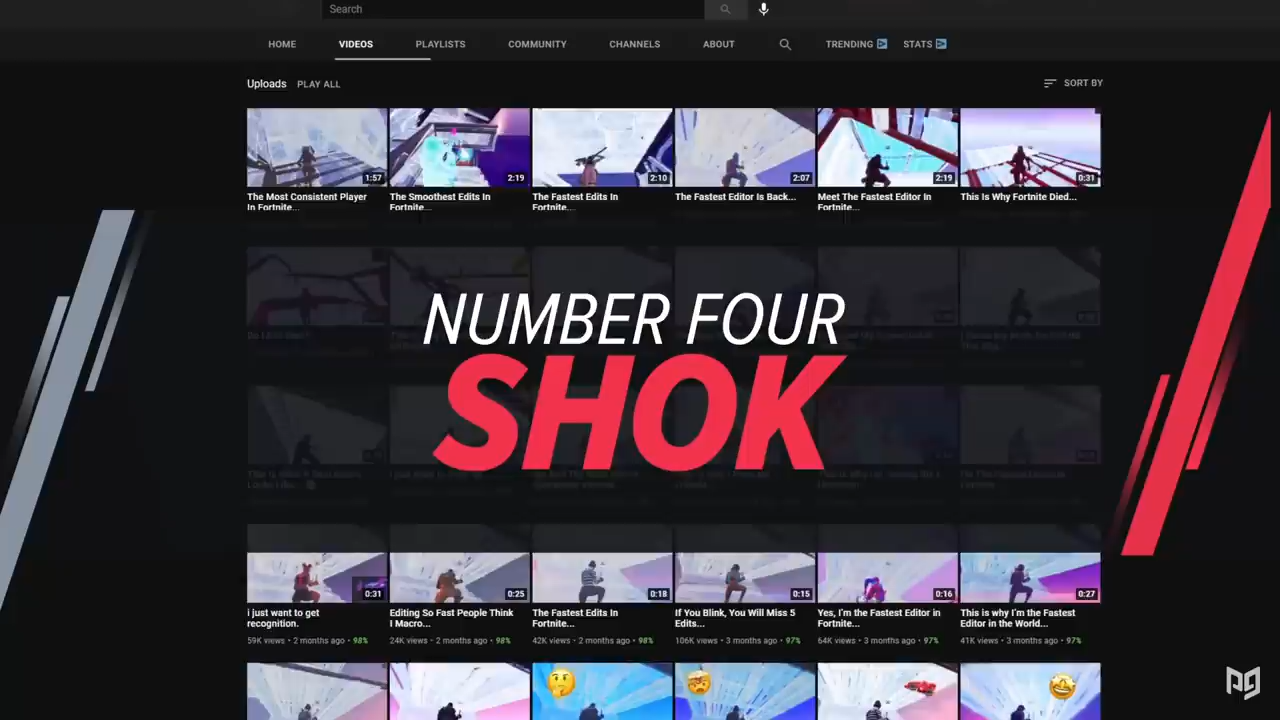 Search
HOME VIDEOS PLAYLISTS COMMUNITY CHANNELS ABOUT TRENDING STATS
Uploads PLAY ALL SORT BY
1:57 2:19 2:10 2:07 2:19 0:31
The Most Consistent Player In Fortnite...
The Smoothest Edits In Fortnite...
The Fastest Edits In Fortnite...
The Fastest Editor Is Back...
Meet The Fastest Editor In Fortnite...
This Is Why Fortnite Died...
NUMBER FOUR
SHOK
0:31 0:25 0:18 0:15 0:16 0:27
i just want to get recognition.
59K views • 2 months ago • 98%
Editing So Fast People Think I Macro...
24K views • 2 months ago • 98%
The Fastest Edits In Fortnite...
42K views • 2 months ago • 98%
If You Blink, You Will Miss 5 Edits...
106K views • 3 months ago • 97%
Yes, I'm the Fastest Editor in Fortnite...
64K views • 3 months ago • 97%
This is why I'm the Fastest Editor in the World...
41K views • 3 months ago • 97%